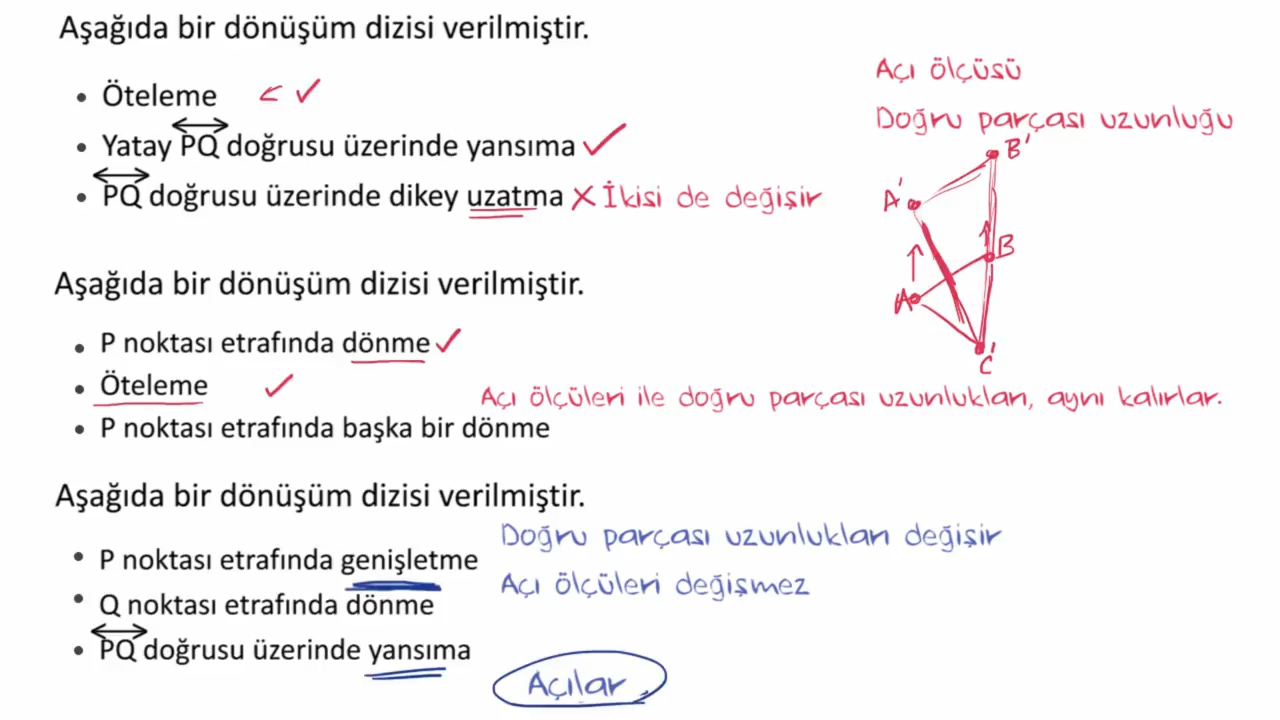 Aşağıda bir dönüşüm dizisi verilmiştir.
• Öteleme
• Yatay PQ doğrusu üzerinde yansıma
• PQ doğrusu üzerinde dikey uzatma × İkisi de değişir
Açı ölçüsü
Doğru parçası uzunluğu
B'
A'
B
A
C'
Aşağıda bir dönüşüm dizisi verilmiştir.
• P noktası etrafında dönme
• Öteleme
• P noktası etrafında başka bir dönme
Açı ölçüleri ile doğru parçası uzunlukları, aynı kalırlar.
Aşağıda bir dönüşüm dizisi verilmiştir.
• P noktası etrafında genişletme
• Q noktası etrafında dönme
• PQ doğrusu üzerinde yansıma
Doğru parçası uzunlukları değişir
Açı ölçüleri değişmez
Açılar